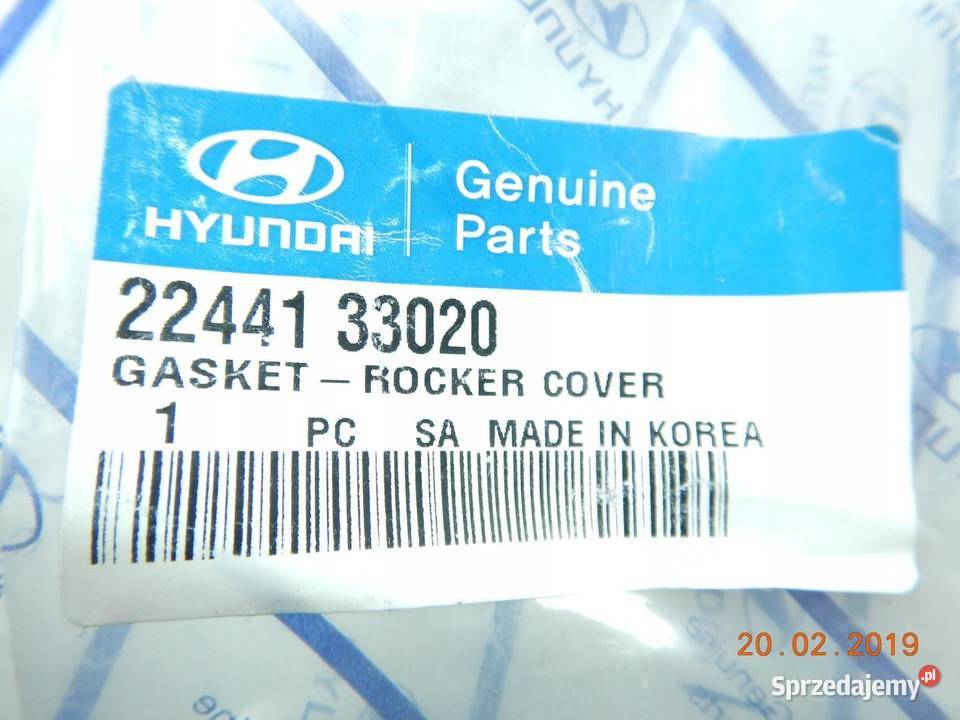 HYUNDAI
Genuine
Parts
22441 33020
GASKET – ROCKER COVER
1 PC SA MADE IN KOREA
20.02.2019
Sprzedajemy.pl
HYUNDAI